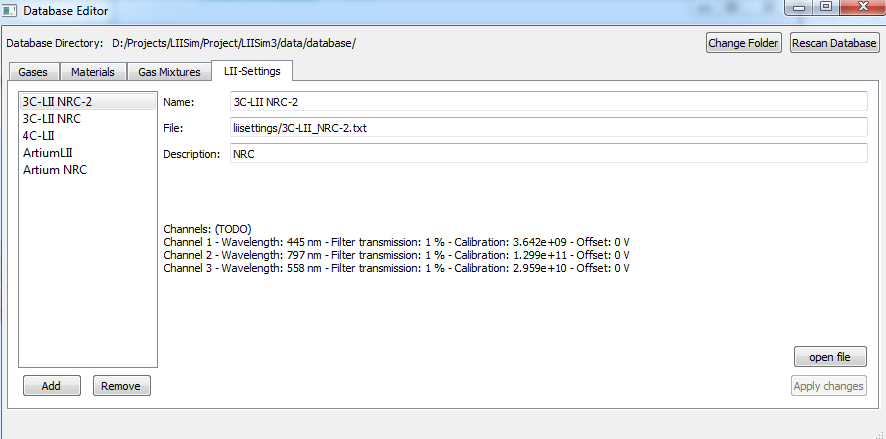 Database Editor
Database Directory: D:/Projects/LIISim/Project/LIISim3/data/database/
Change Folder
Rescan Database
Gases
Materials
Gas Mixtures
LII-Settings
3C-LII NRC-2
3C-LII NRC
4C-LII
ArtiumLII
Artium NRC
Name: 3C-LII NRC-2
File: liisettings/3C-LII_NRC-2.txt
Description: NRC
Channels: (TODO)
Channel 1 - Wavelength: 445 nm - Filter transmission: 1 % - Calibration: 3.642e+09 - Offset: 0 V
Channel 2 - Wavelength: 797 nm - Filter transmission: 1 % - Calibration: 1.299e+11 - Offset: 0 V
Channel 3 - Wavelength: 558 nm - Filter transmission: 1 % - Calibration: 2.959e+10 - Offset: 0 V
open file
Add
Remove
Apply changes